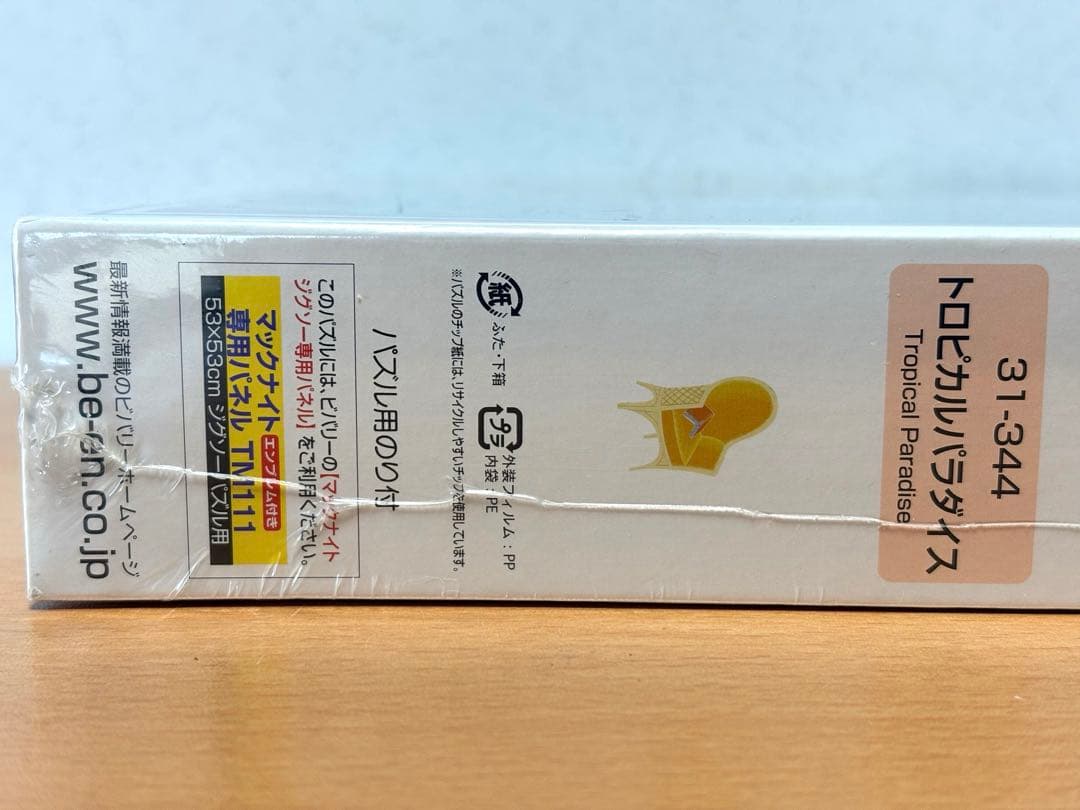 31-344
トロピカルパラダイス
Tropical Paradise
紙
ふた・下箱
プラ
外装フィルム:PP
内袋:PE
※パズルのチップ紙には、リサイクルしやすいチップを使用しています。
パズル用のり付
このパズルには、ビバリーの「マックナイト
ジグソー専用パネル」をご利用ください。
マックナイト エンブレム付き
専用パネル TM111
53×53cm ジグソーパズル用
最新情報満載のビバリーホームページ
www.be-en.co.jp